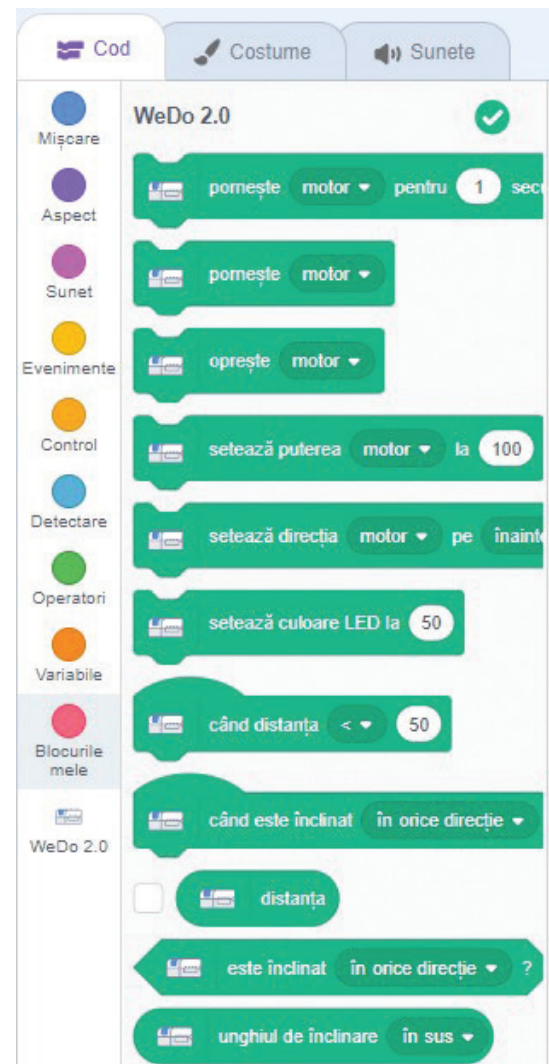 Cod
Costume
Sunete
Mișcare
Aspect
Sunet
Evenimente
Control
Detectare
Operatori
Variabile
Blocurile
mele
WeDo 2.0
WeDo 2.0
pornește motor pentru 1
pornește motor
oprește motor
setează puterea motor la 100
setează direcția motor pe
setează culoare LED la 50
când distanța < 50
când este înclinat în orice direcție
distanța
este înclinat în orice direcție ?
unghiul de înclinare în sus